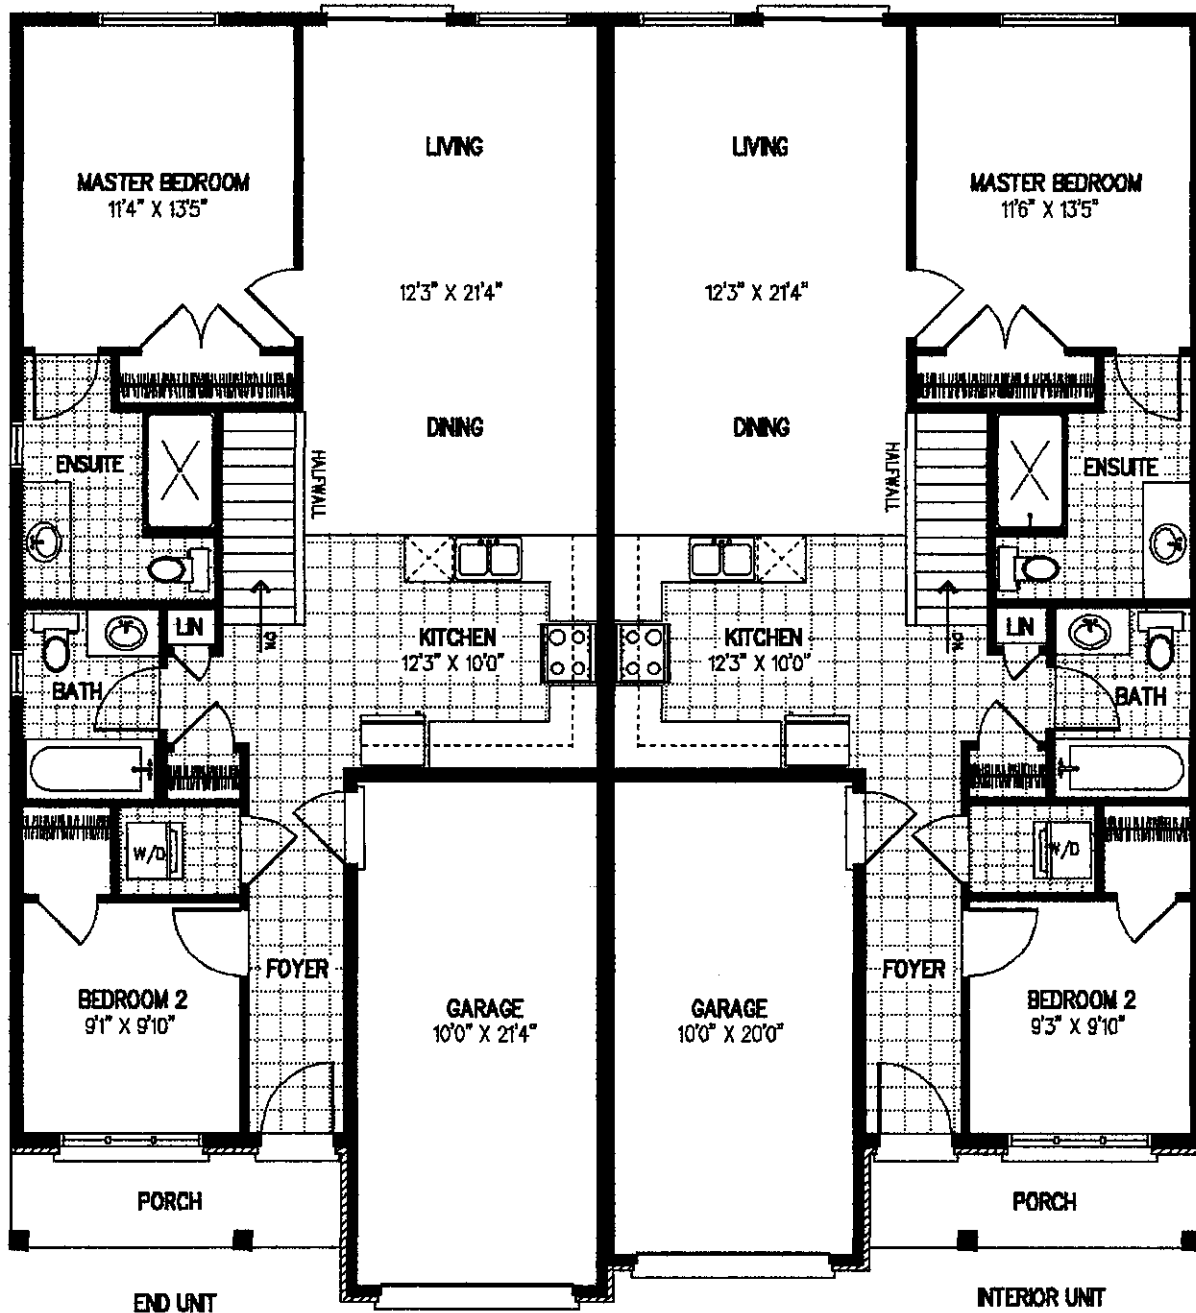 LIVING
LIVING
MASTER BEDROOM
11'4" X 13'5"
MASTER BEDROOM
11'6" X 13'5"
12'3" X 21'4"
12'3" X 21'4"
DINING
DINING
ENSUITE
HALFWALL
HALFWALL
ENSUITE
LIN
DN
KITCHEN
12'3" X 10'0"
KITCHEN
12'3" X 10'0"
DN
LIN
BATH
BATH
W/D
W/D
FOYER
FOYER
BEDROOM 2
9'1" X 9'10"
GARAGE
10'0" X 21'4"
GARAGE
10'0" X 20'0"
BEDROOM 2
9'3" X 9'10"
PORCH
PORCH
END UNIT
INTERIOR UNIT